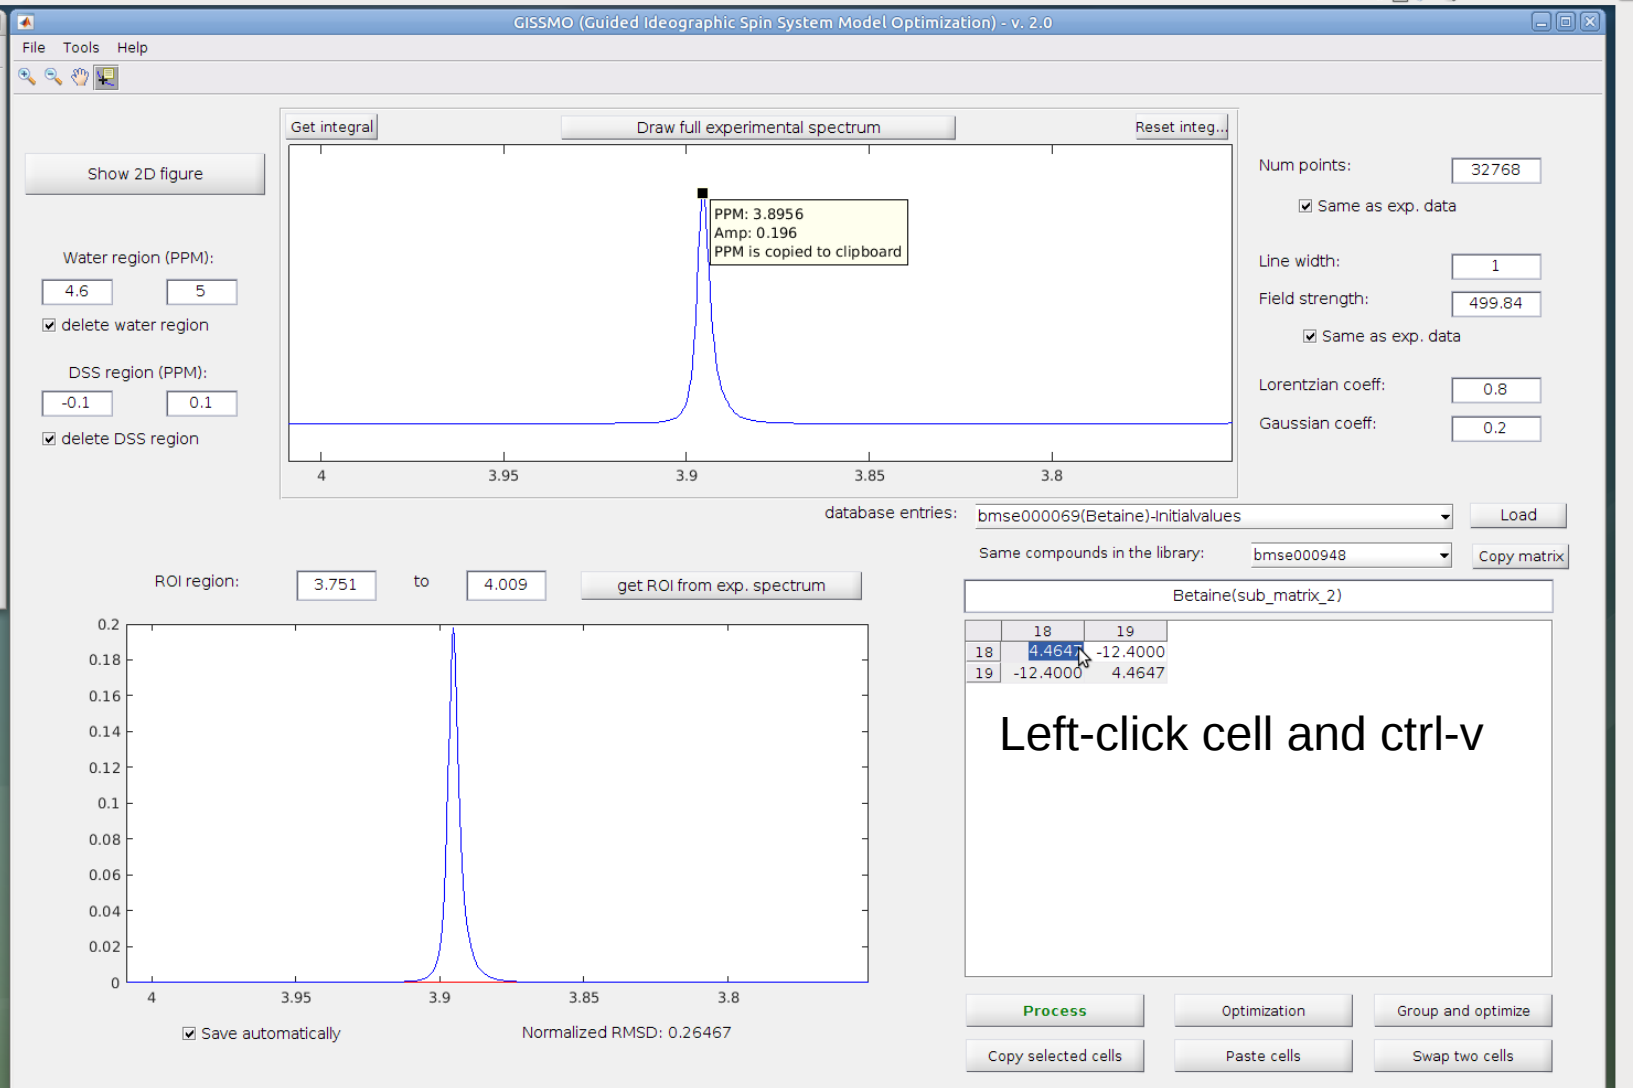 GISSMO (Guided Ideographic Spin System Model Optimization) - v. 2.0
File Tools Help
Get integral Draw full experimental spectrum Reset integ...
Show 2D figure
PPM: 3.8956
Amp: 0.196
PPM is copied to clipboard
4 3.95 3.9 3.85 3.8
Water region (PPM):
4.6 5
delete water region
DSS region (PPM):
-0.1 0.1
delete DSS region
Num points: 32768
Same as exp. data
Line width: 1
Field strength: 499.84
Same as exp. data
Lorentzian coeff: 0.8
Gaussian coeff: 0.2
database entries: bmse000069(Betaine)-Initialvalues Load
Same compounds in the library: bmse000948 Copy matrix
ROI region: 3.751 to 4.009 get ROI from exp. spectrum
Betaine(sub_matrix_2)
18 19
18 4.4647 -12.4000
19 -12.4000 4.4647
Left-click cell and ctrl-v
0.2
0.18
0.16
0.14
0.12
0.1
0.08
0.06
0.04
0.02
0
4 3.95 3.9 3.85 3.8
Save automatically Normalized RMSD: 0.26467
Process Optimization Group and optimize
Copy selected cells Paste cells Swap two cells